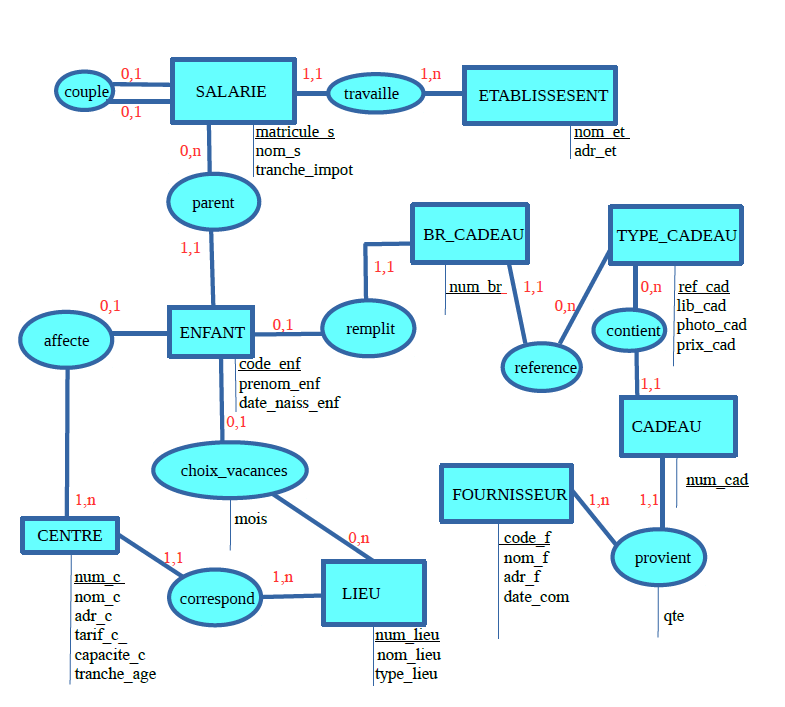 0,1
couple
0,1
SALARIE
1,1
travaille
1,n
ETABLISSESENT
matricule_s
nom_s
tranche_impot
nom_et_
adr_et
0,n
parent
1,1
BR_CADEAU
num_br
1,1
1,1
TYPE_CADEAU
ref_cad
lib_cad
photo_cad
prix_cad
0,n
0,n
contient
reference
1,1
CADEAU
num_cad
0,1
affecte
ENFANT
0,1
remplit
code_enf
prenom_enf
date_naiss_enf
0,1
choix_vacances
mois
0,n
FOURNISSEUR
code_f
nom_f
adr_f
date_com
1,n
1,1
provient
qte
1,n
CENTRE
num_c_
nom_c
adr_c
tarif_c_
capacite_c
tranche_age
1,1
correspond
1,n
LIEU
num_lieu
nom_lieu
type_lieu